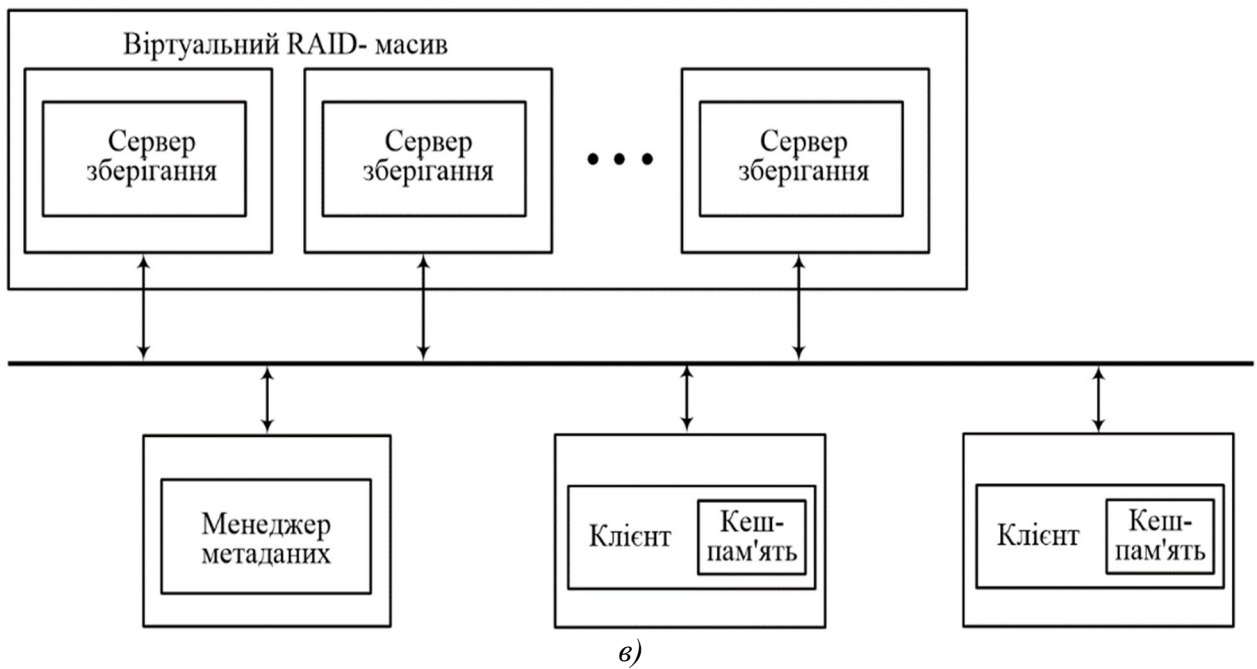 Віртуальний RAID- масив
Сервер
зберігання
Сервер
зберігання
Сервер
зберігання
Менеджер
метаданих
Клієнт
Кеш-
пам'ять
Клієнт
Кеш-
пам'ять
в)